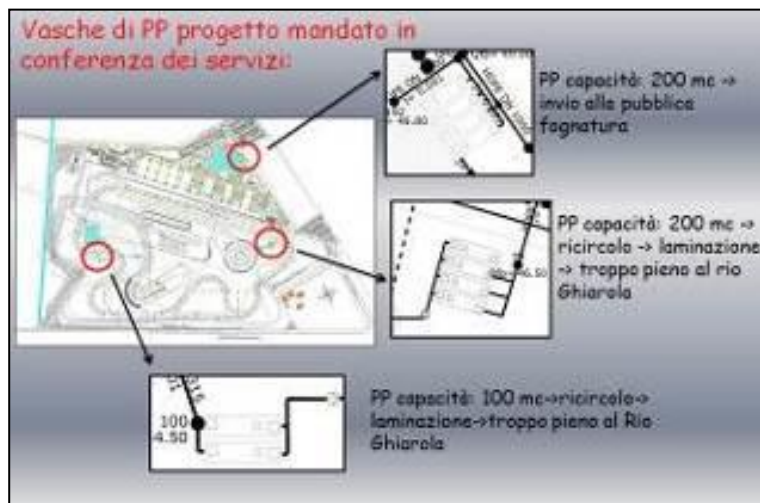 Vasche di PP progetto mandato in
conferenza dei servizi:
PP capacità: 200 mc ->
invio alla pubblica
fognatura
PP capacità: 200 mc ->
ricircolo -> laminazione
-> troppo pieno al rio
Ghiarola
PP capacità: 100 mc->ricircolo->
laminazione->troppo pieno al Rio
Ghiarola
100
4.50